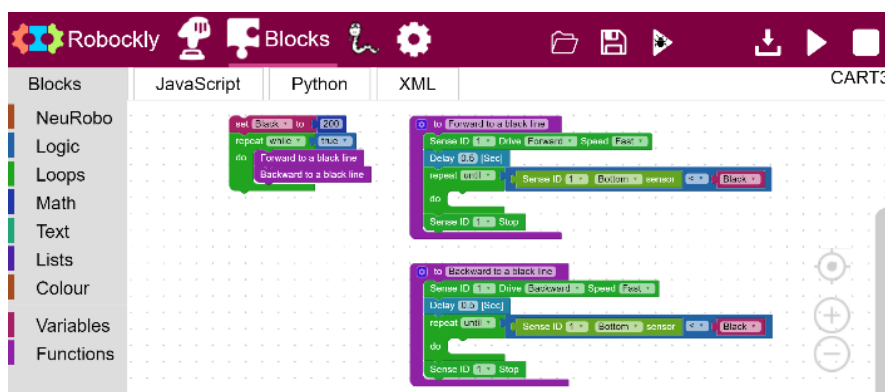 Robockly Blocks
Blocks JavaScript Python XML CART3
NeuRobo
Logic
Loops
Math
Text
Lists
Colour
Variables
Functions
set Black to 200
repeat while true
do Forward to a black line
Backward to a black line
to Forward to a black line
Sense ID 1 Drive Forward Speed Fast
Delay 0.5 [Sec]
repeat until Sense ID 1 Bottom sensor < Black
do
Sense ID 1 Stop
to Backward to a black line
Sense ID 1 Drive Backward Speed Fast
Delay 0.5 [Sec]
repeat until Sense ID 1 Bottom sensor < Black
do
Sense ID 1 Stop